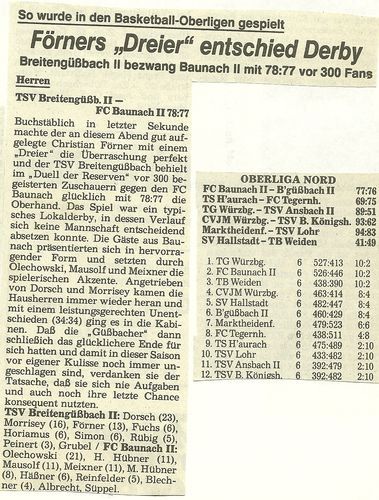 So wurde in den Basketball-Oberligen gespielt
Förners „Dreier“ entschied Derby
Breitengüßbach II bezwang Baunach II mit 78:77 vor 300 Fans
Herren
TSV Breitengüßb. II –
FC Baunach II 78:77
Buchstäblich in letzter Sekunde
machte der an diesem Abend gut auf-
gelegte Christian Förner mit einem
„Dreier“ die Überraschung perfekt
und der TSV Breitengüßbach behielt
im „Duell der Reserven“ vor 300 be-
geisterten Zuschauern gegen den FC
Baunach glücklich mit 78:77 die
Oberhand. Das Spiel war ein typi-
sches Lokalderby, in dessen Verlauf
sich keine Mannschaft entscheidend
absetzen konnte. Die Gäste aus Bau-
nach präsentierten sich in hervorra-
gender Form und setzten durch
Olechowski, Mausolf und Meixner die
spielerischen Akzente. Angetrieben
von Dorsch und Morrisey kamen die
Hausherren immer wieder heran und
mit einem leistungsgerechten Unent-
schieden (34:34) ging es in die Kabi-
nen. Daß die „Güßbacher“ dann
schließlich das glücklichere Ende für
sich hatten und damit in dieser Saison
vor eigener Kulisse noch immer un-
geschlagen sind, verdanken sie der
Tatsache, daß sie sich nie Aufgaben
und auch noch ihre letzte Chance
konsequent nutzten.
TSV Breitengüßbach II: Dorsch (23),
Morrisey (16), Förner (13), Fuchs (6),
Horiamus (6), Simon (6), Rübig (5),
Peinert (3), Grubel / FC Baunach II:
Olechowski (21), H. Hübner (11),
Mausolf (11), Meixner (11), M. Hübner
(8), Häßner (6), Reinfelder (5), Blech-
ner (4), Albrecht, Süppel.
OBERLIGA NORD
FC Baunach II – B'güßbach II 77:76
TS H'aurach – FC Tegernh. 69:75
TG Würzbg. – TSV Ansbach II 89:51
CVJM Würzbg. – TSV B. Königsh. 93:62
Marktheidenf. – TSV Lohr 94:83
SV Hallstadt – TB Weiden 41:49
1. TG Würzbg. 6 527:413 10:2
2. FC Baunach II 6 526:446 10:2
3. TB Weiden 6 438:390 10:2
4. CVJM Würzbg. 6 463:414 8:4
5. SV Hallstadt 6 482:447 8:4
6. B'güßbach II 6 460:429 8:4
7. Marktheidenf. 6 479:523 6:6
8. FC Tegernh. 6 438:511 4:8
9. TS H'aurach 6 475:489 2:10
10. TSV Lohr 6 433:482 2:10
11. TSV Ansbach II 6 392:479 2:10
12. TSV B. Königsh. 6 392:482 2:10